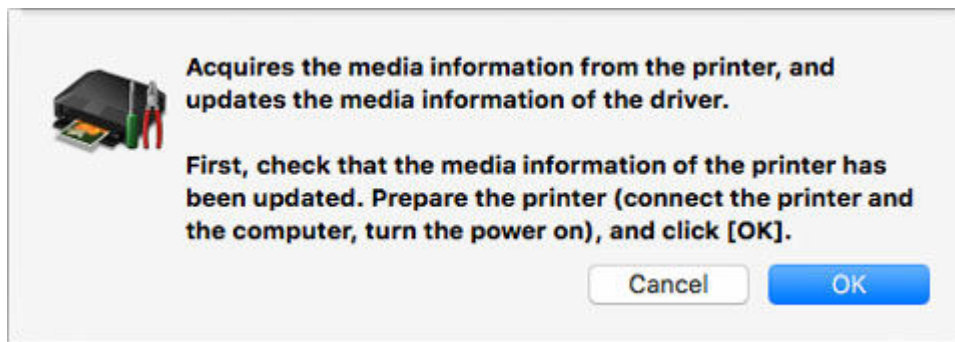 Acquires the media information from the printer, and
updates the media information of the driver.
First, check that the media information of the printer has
been updated. Prepare the printer (connect the printer and
the computer, turn the power on), and click [OK].
Cancel OK